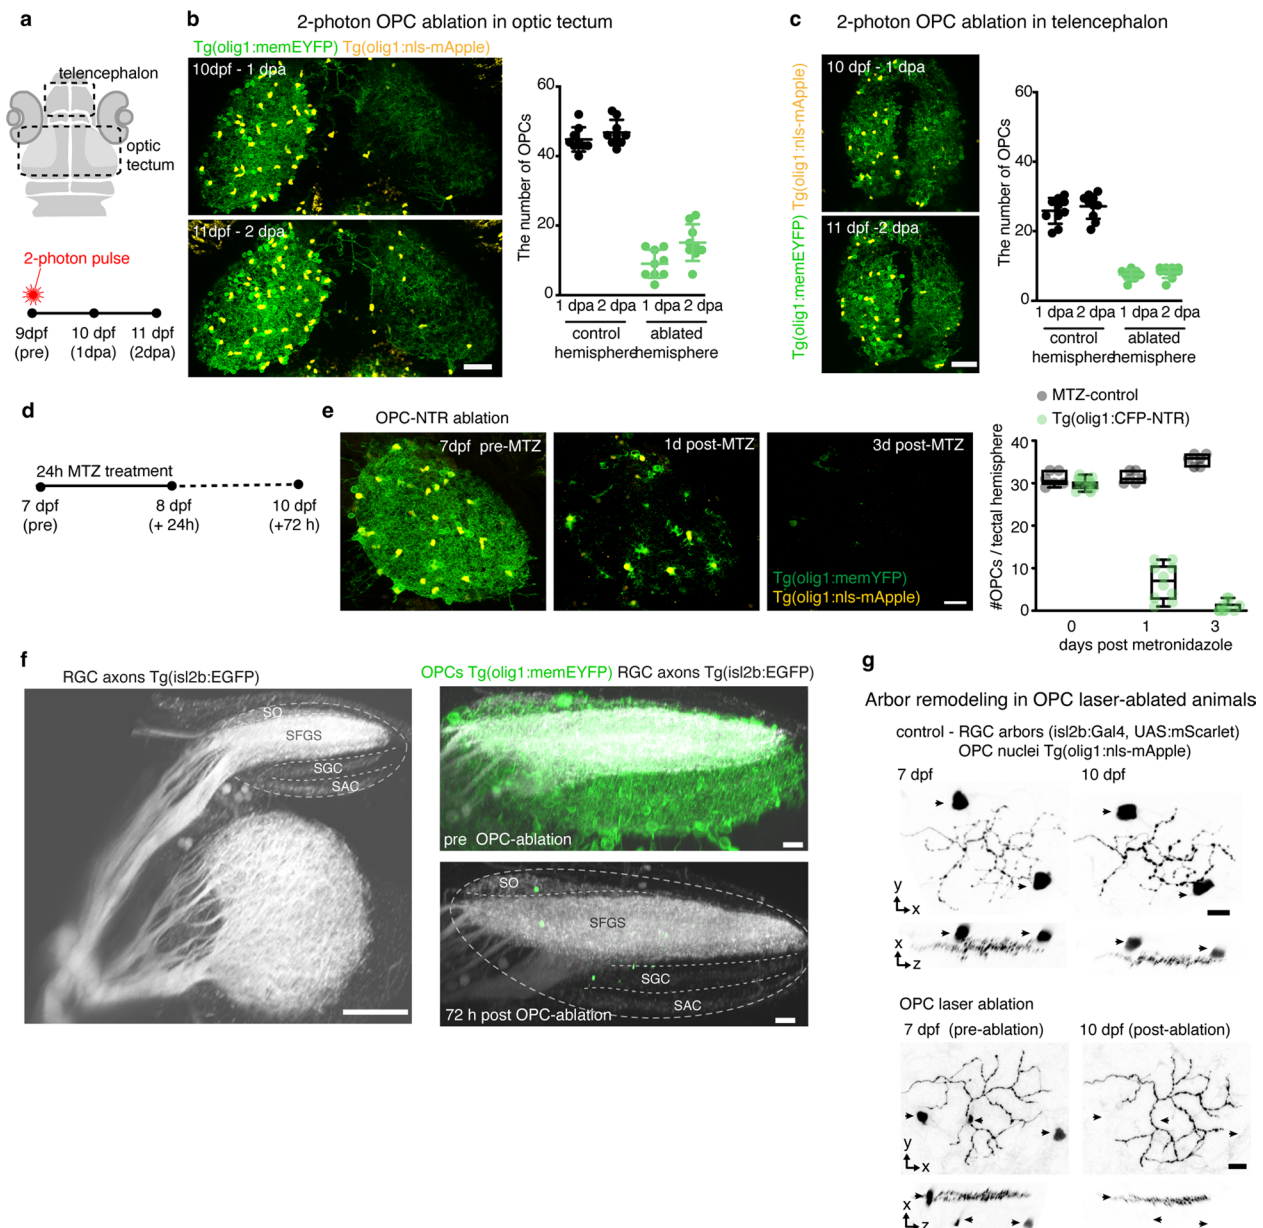 a
telencephalon
optic
tectum
2-photon pulse
9dpf
(pre)
10 dpf
(1dpa)
11 dpf
(2dpa)
b
2-photon OPC ablation in optic tectum
Tg(olig1:memEYFP) Tg(olig1:nls-mApple)
10dpf - 1 dpa
11dpf - 2 dpa
The number of OPCs
60
40
20
0
1 dpa 2 dpa 1 dpa 2 dpa
control
hemisphere
ablated
hemisphere
c
2-photon OPC ablation in telencephalon
Tg(olig1:memEYFP) Tg(olig1:nls-mApple)
10 dpf - 1 dpa
11 dpf -2 dpa
The number of OPCs
60
40
20
0
1 dpa 2 dpa 1 dpa 2 dpa
control
hemisphere
ablated
hemisphere
d
24h MTZ treatment
7 dpf
(pre)
8 dpf
(+ 24h)
10 dpf
(+72 h)
e
OPC-NTR ablation
7dpf pre-MTZ
1d post-MTZ
3d post-MTZ
Tg(olig1:memYFP)
Tg(olig1:nls-mApple)
MTZ-control
Tg(olig1:CFP-NTR)
#OPCs / tectal hemisphere
40
30
20
10
0
0 1 3
days post metronidazole
f
RGC axons Tg(isl2b:EGFP)
SO
SFGS
SGC
SAC
OPCs Tg(olig1:memEYFP) RGC axons Tg(isl2b:EGFP)
pre OPC-ablation
SO
SFGS
SGC
SAC
72 h post OPC-ablation
g
Arbor remodeling in OPC laser-ablated animals
control - RGC arbors (isl2b:Gal4, UAS:mScarlet)
OPC nuclei Tg(olig1:nls-mApple)
7 dpf
10 dpf
y
x
x
z
OPC laser ablation
7 dpf (pre-ablation)
10 dpf (post-ablation)
y
x
x
z